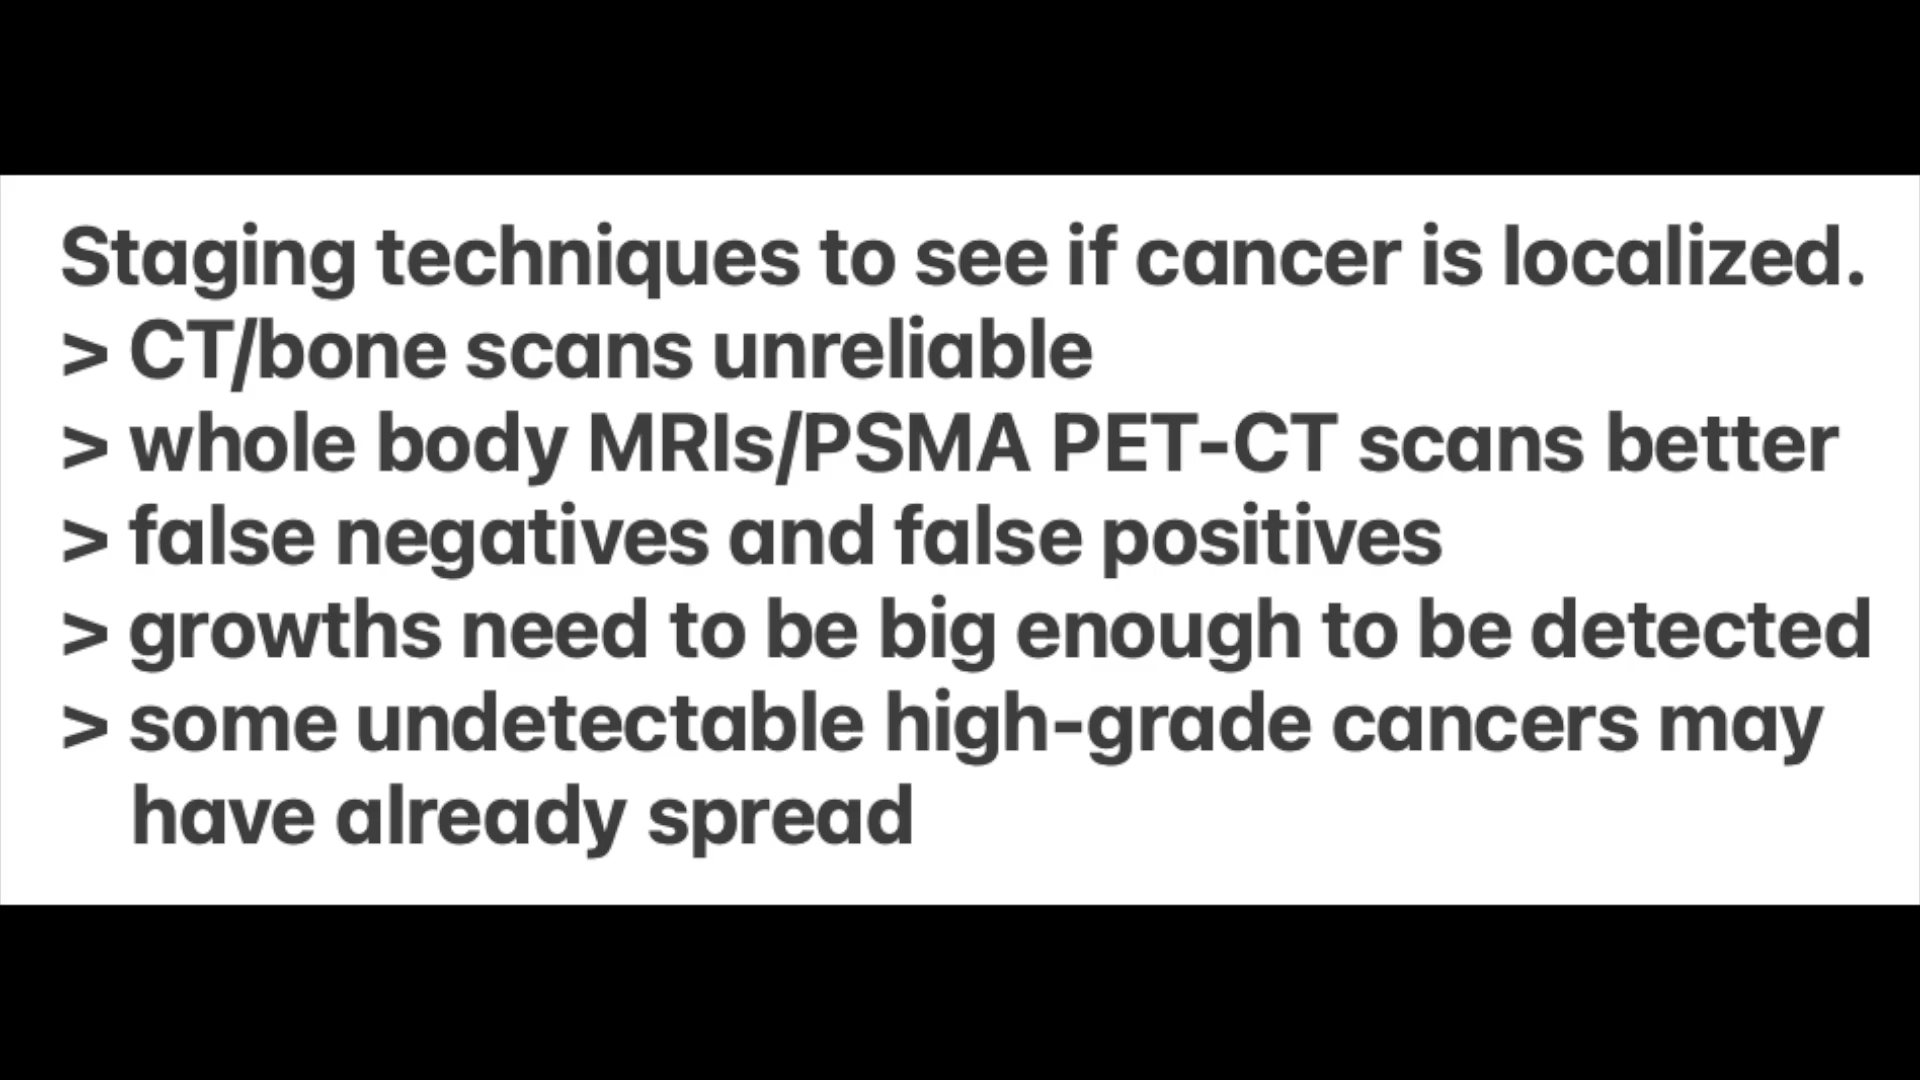 Staging techniques to see if cancer is localized.
> CT/bone scans unreliable
> whole body MRIs/PSMA PET-CT scans better
> false negatives and false positives
> growths need to be big enough to be detected
> some undetectable high-grade cancers may
have already spread